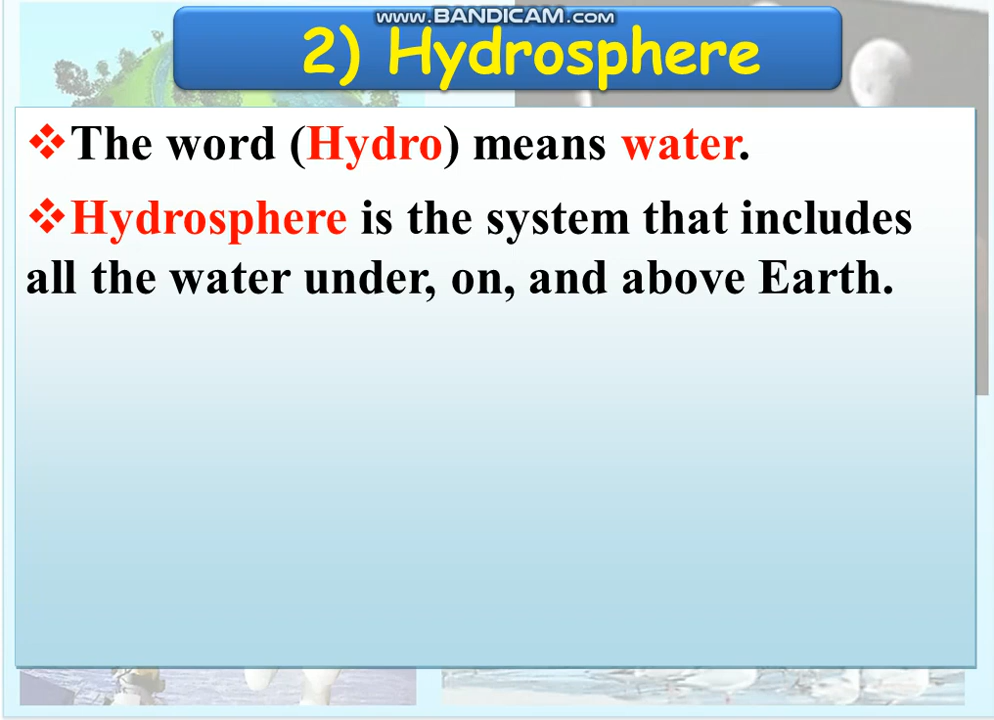 www.BANDICAM.com
2) Hydrosphere
❖The word (Hydro) means water.
❖Hydrosphere is the system that includes
all the water under, on, and above Earth.